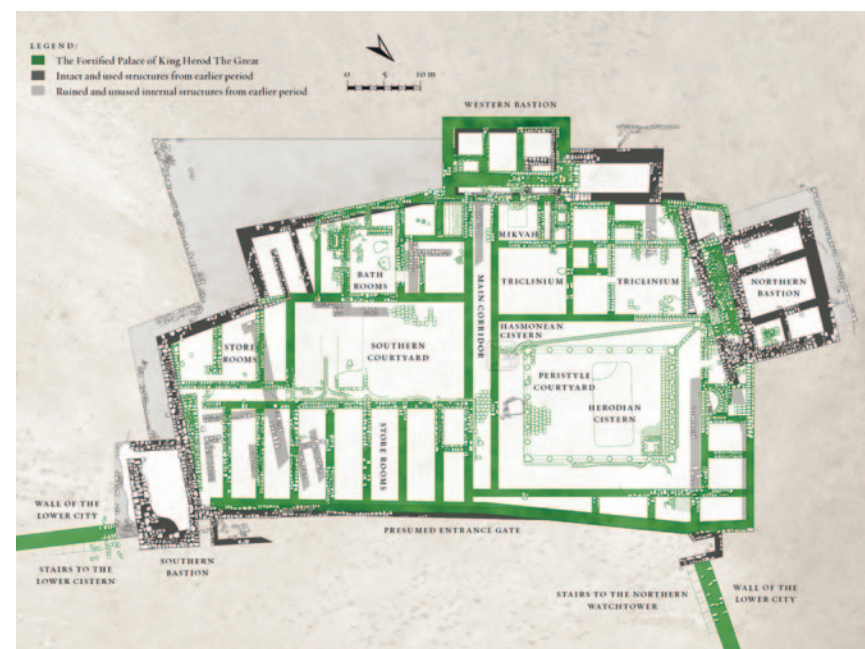 LEGEND:
The Fortified Palace of King Herod The Great
Intact and used structures from earlier period
Ruined and unused internal structures from earlier period
0 5 10 m
WESTERN BASTION
MIKVAH
BATH
ROOMS
MAIN CORRIDOR
TRICLINIUM
TRICLINIUM
NORTHERN
BASTION
STORE
ROOMS
SOUTHERN
COURTYARD
HASMONEAN
CISTERN
PERISTYLE
COURTYARD
HERODIAN
CISTERN
STORE ROOMS
WALL OF THE
LOWER CITY
PRESUMED ENTRANCE GATE
STAIRS TO THE
LOWER CISTERN
SOUTHERN
BASTION
STAIRS TO THE NORTHERN
WATCHTOWER
WALL OF THE
LOWER CITY